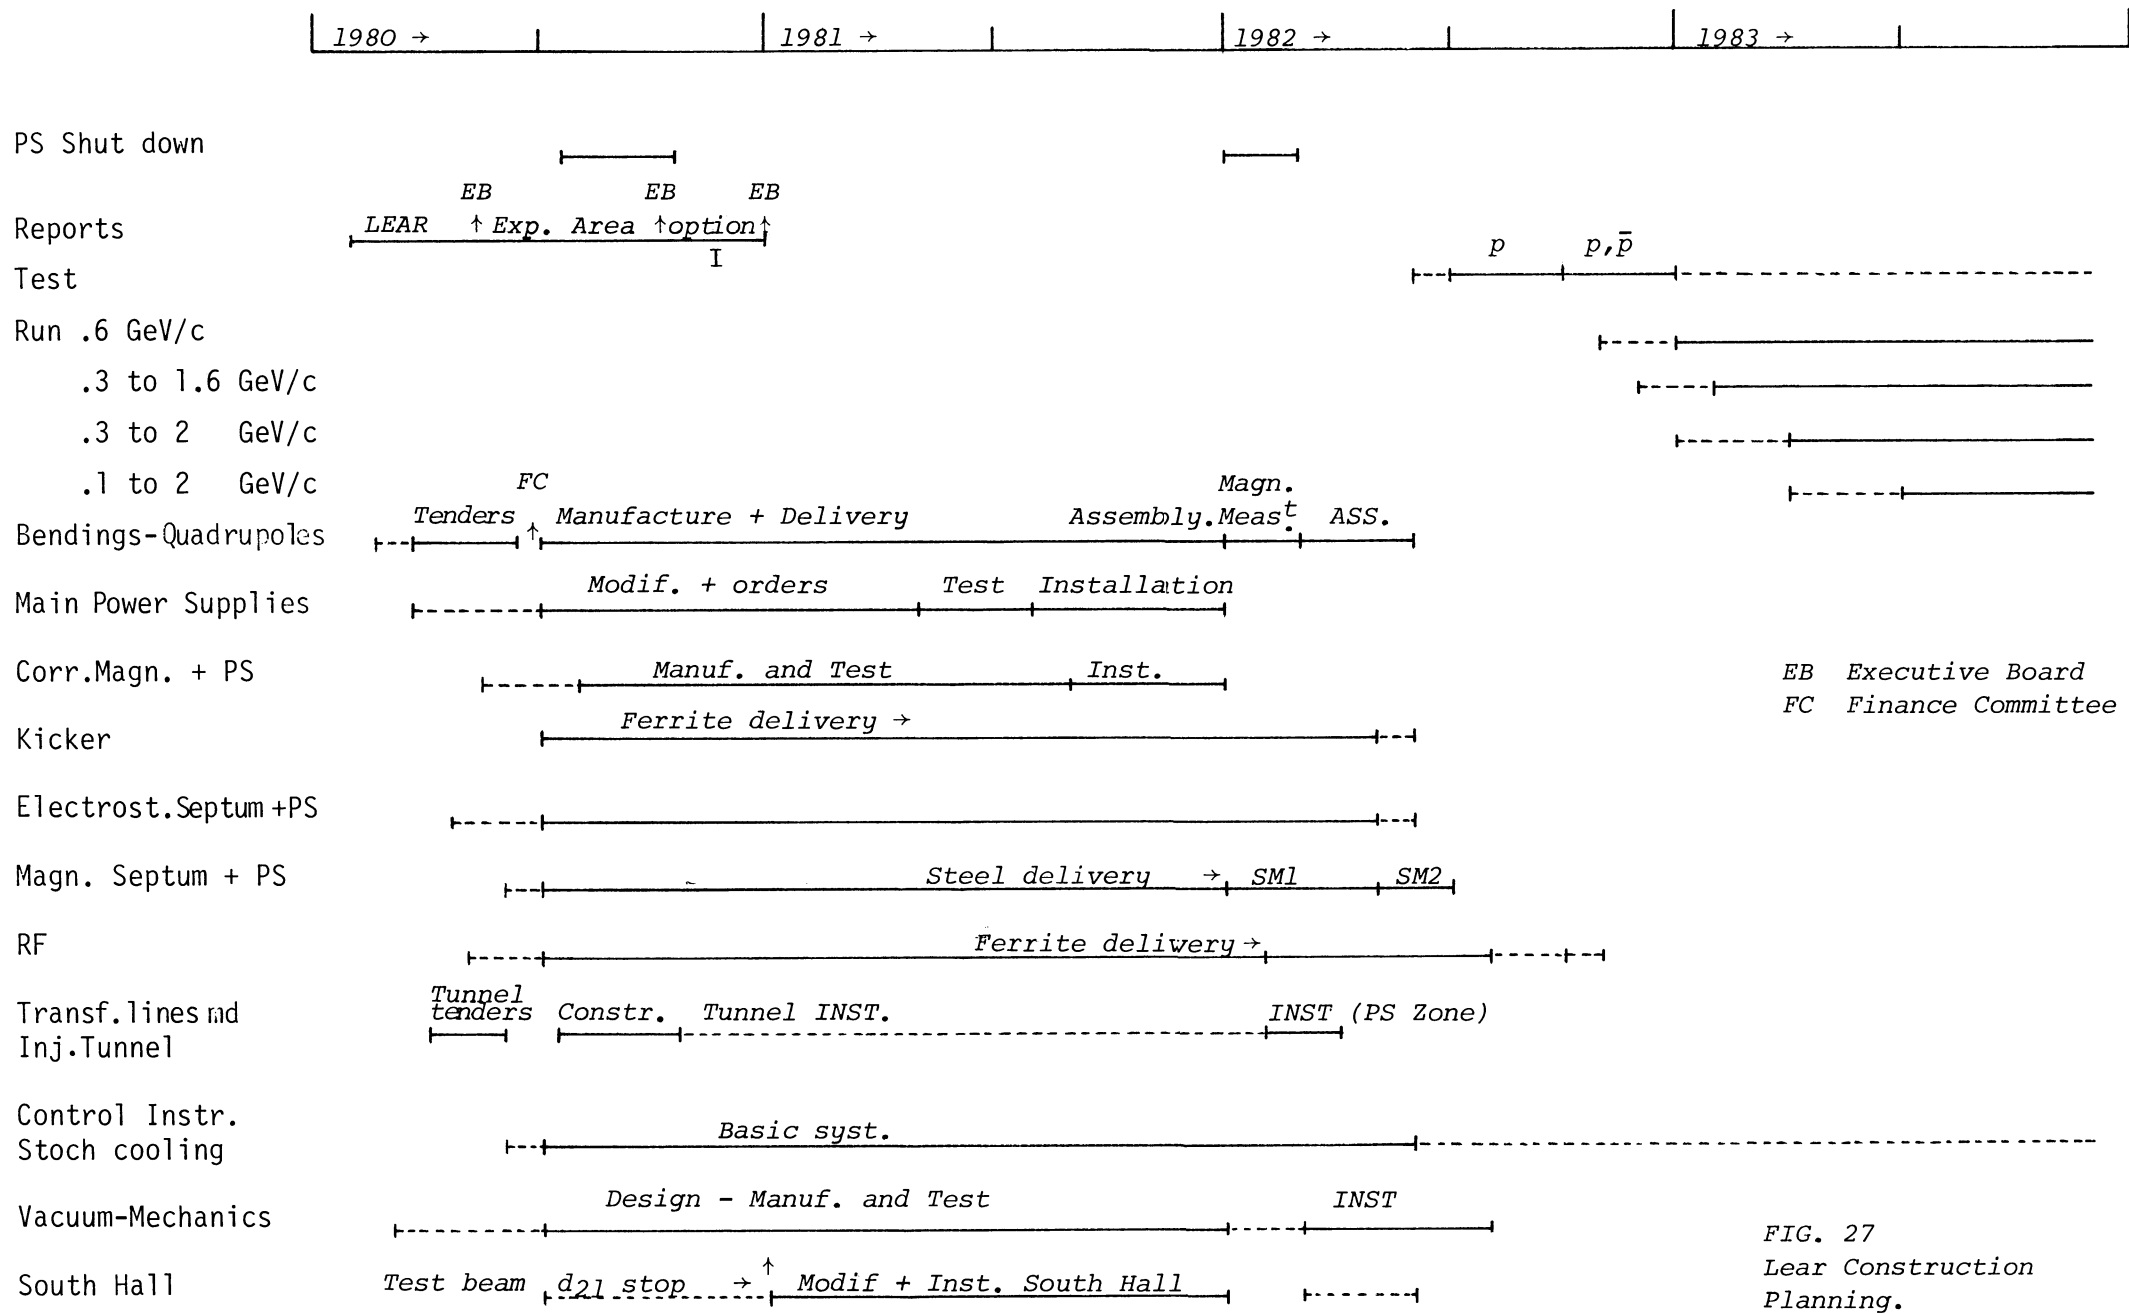 1980 → 1981 → 1982 → 1983 →
PS Shut down
EB EB EB
Reports LEAR ↑ Exp. Area ↑option↑
I
p p,p̄
Test
Run .6 GeV/c
.3 to 1.6 GeV/c
.3 to 2 GeV/c
.1 to 2 GeV/c
FC Magn.
Tenders ↑ Manufacture + Delivery Assembly. Meas.t ASS.
Bendings-Quadrupoles
Modif. + orders Test Installation
Main Power Supplies
Corr.Magn. + PS Manuf. and Test Inst.
EB Executive Board
FC Finance Committee
Ferrite delivery →
Kicker
Electrost.Septum+PS
Magn. Septum + PS Steel delivery → SM1 SM2
RF Ferrite delivery→
Tunnel
tenders Constr. Tunnel INST. INST (PS Zone)
Transf.lines nd
Inj.Tunnel
Control Instr.
Stoch cooling Basic syst.
Design - Manuf. and Test INST
Vacuum-Mechanics
South Hall Test beam d21 stop → ↑ Modif + Inst. South Hall
FIG. 27
Lear Construction
Planning.